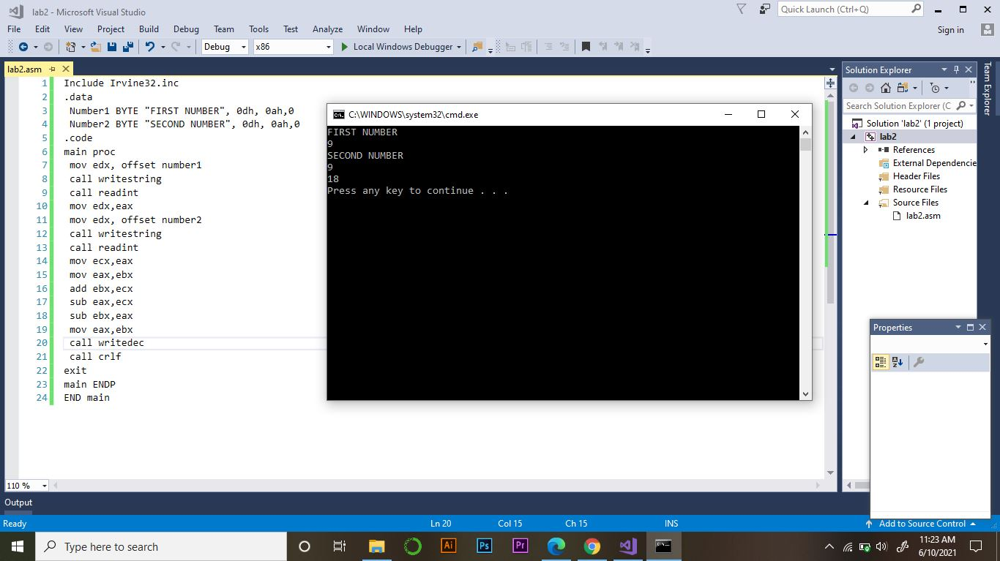 lab2 - Microsoft Visual Studio
Quick Launch (Ctrl+Q)
File Edit View Project Build Debug Team Tools Test Analyze Window Help
Sign in
Debug x86 Local Windows Debugger
lab2.asm
1 Include Irvine32.inc
2 .data
3 Number1 BYTE "FIRST NUMBER", 0dh, 0ah,0
4 Number2 BYTE "SECOND NUMBER", 0dh, 0ah,0
5 .code
6 main proc
7 mov edx, offset number1
8 call writestring
9 call readint
10 mov edx,eax
11 mov edx, offset number2
12 call writestring
13 call readint
14 mov ecx,eax
15 mov eax,ebx
16 add ebx,ecx
17 sub eax,ecx
18 sub ebx,eax
19 mov eax,ebx
20 call writedec
21 call crlf
22 exit
23 main ENDP
24 END main
110 %
C:\WINDOWS\system32\cmd.exe
FIRST NUMBER
9
SECOND NUMBER
9
18
Press any key to continue . . .
Solution Explorer
Search Solution Explorer (C
Solution 'lab2' (1 project)
lab2
References
External Dependencie
Header Files
Resource Files
Source Files
lab2.asm
Team Explorer
Properties
Output
Ready Ln 20 Col 15 Ch 15 INS Add to Source Control
Type here to search
Ai
Ps
Pr
11:23 AM
6/10/2021